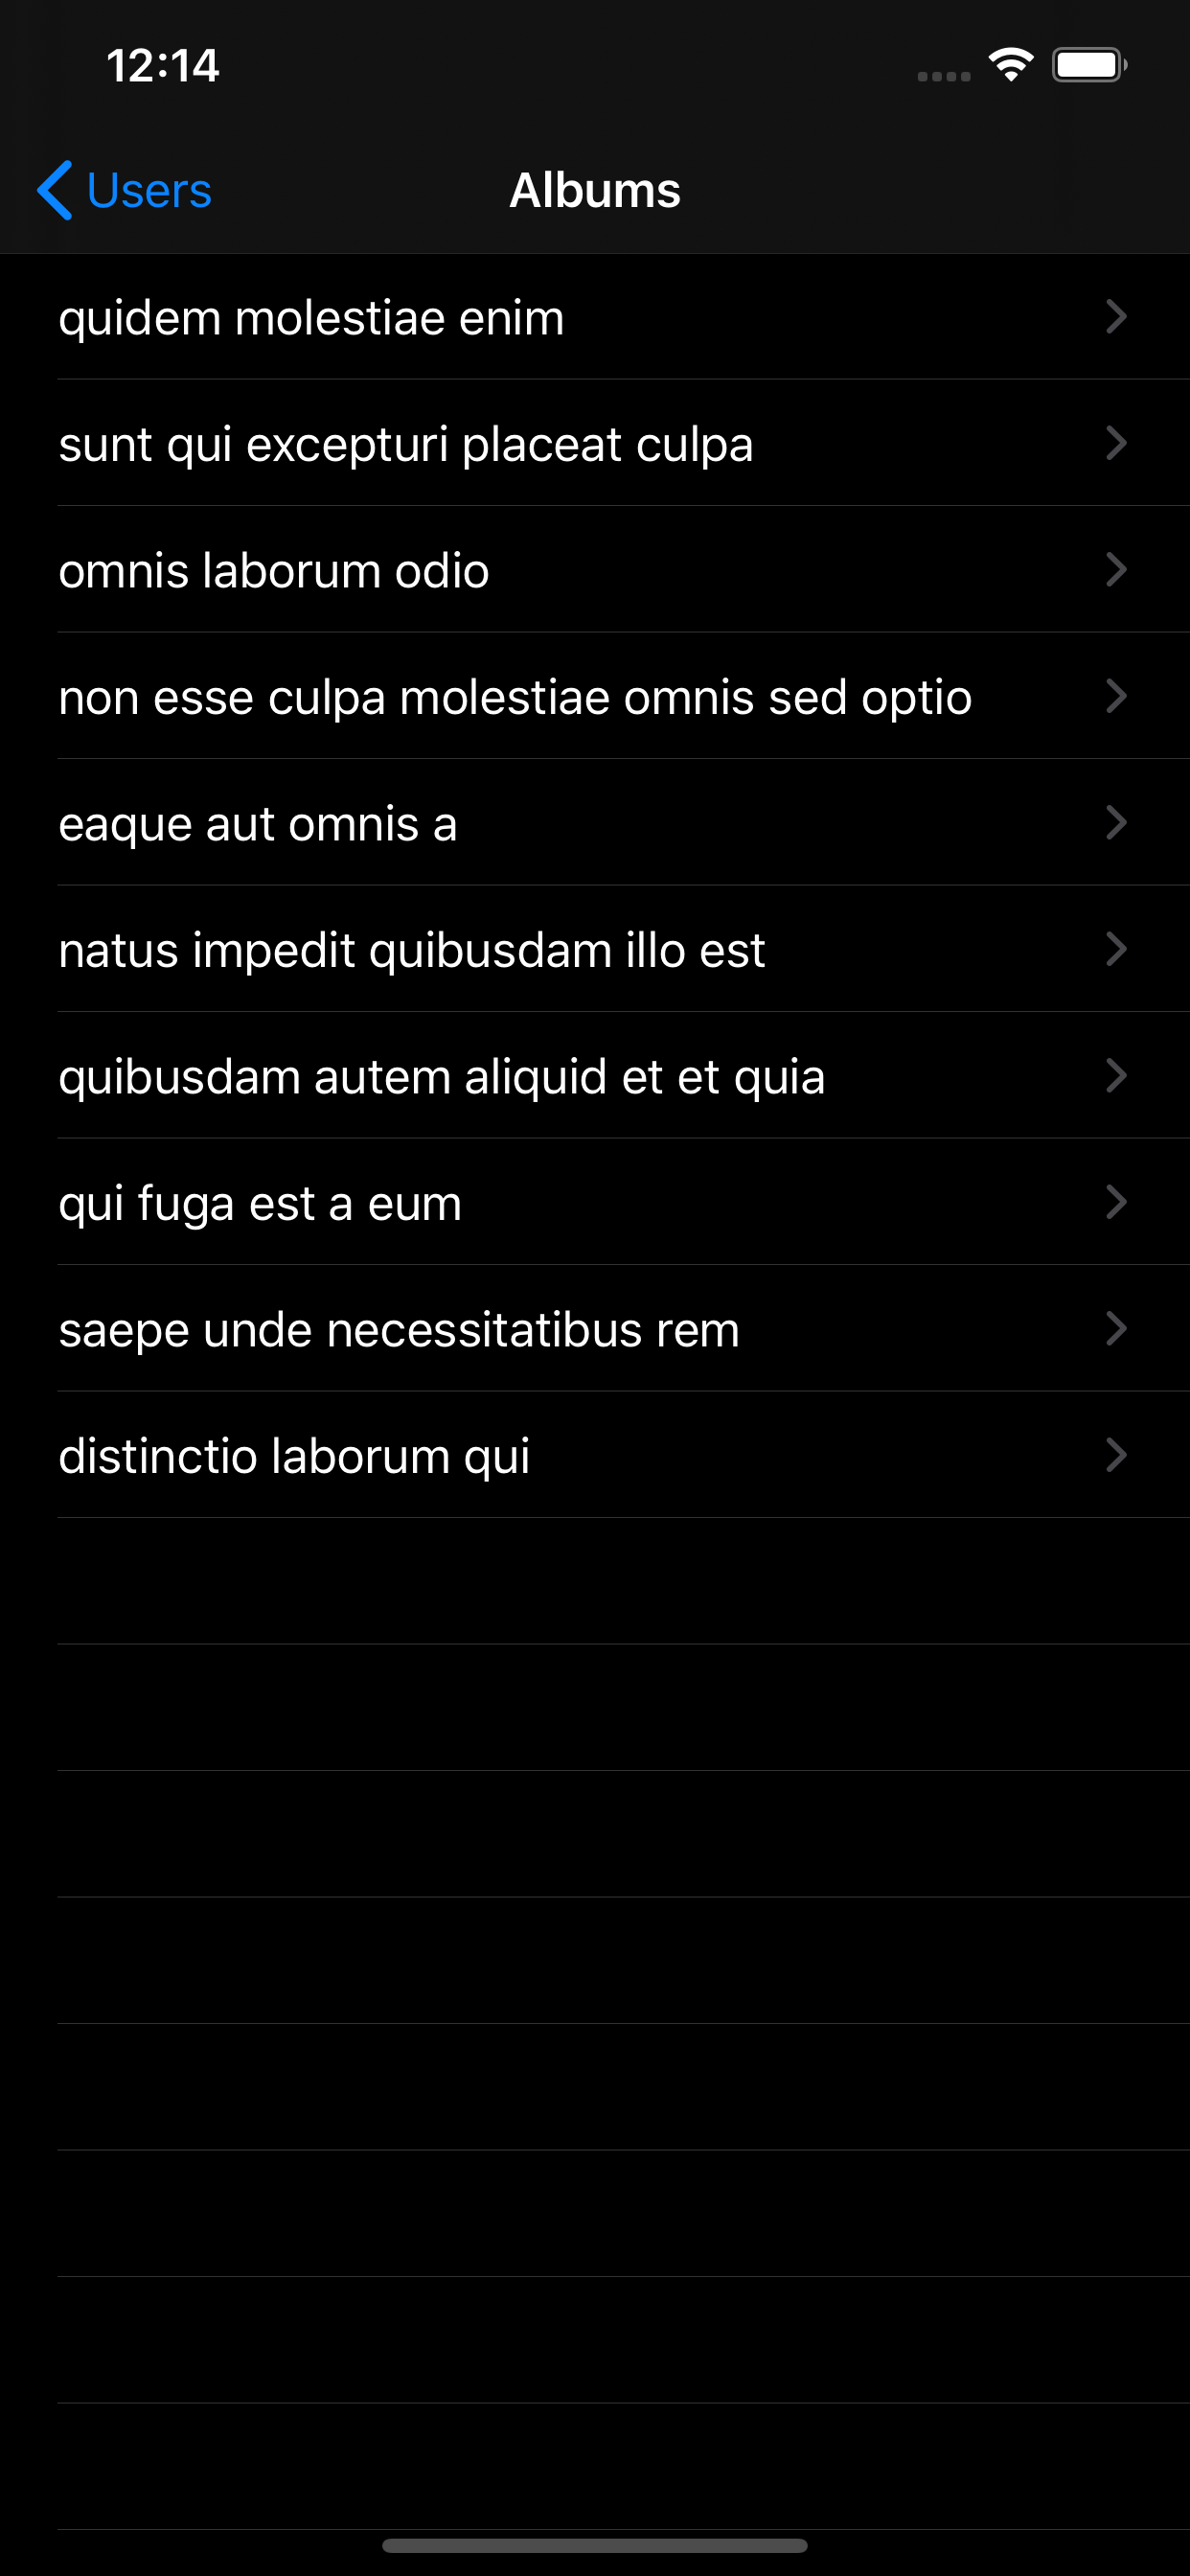 12:14
Users
Albums
quidem molestiae enim
sunt qui excepturi placeat culpa
omnis laborum odio
non esse culpa molestiae omnis sed optio
eaque aut omnis a
natus impedit quibusdam illo est
quibusdam autem aliquid et et quia
qui fuga est a eum
saepe unde necessitatibus rem
distinctio laborum qui